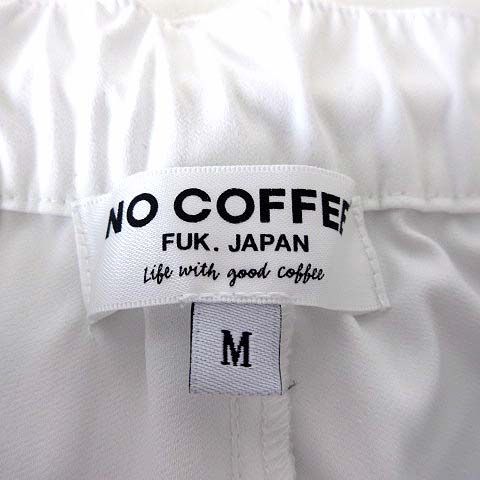 NO COFFEE
FUK. JAPAN
Life with good coffee
M